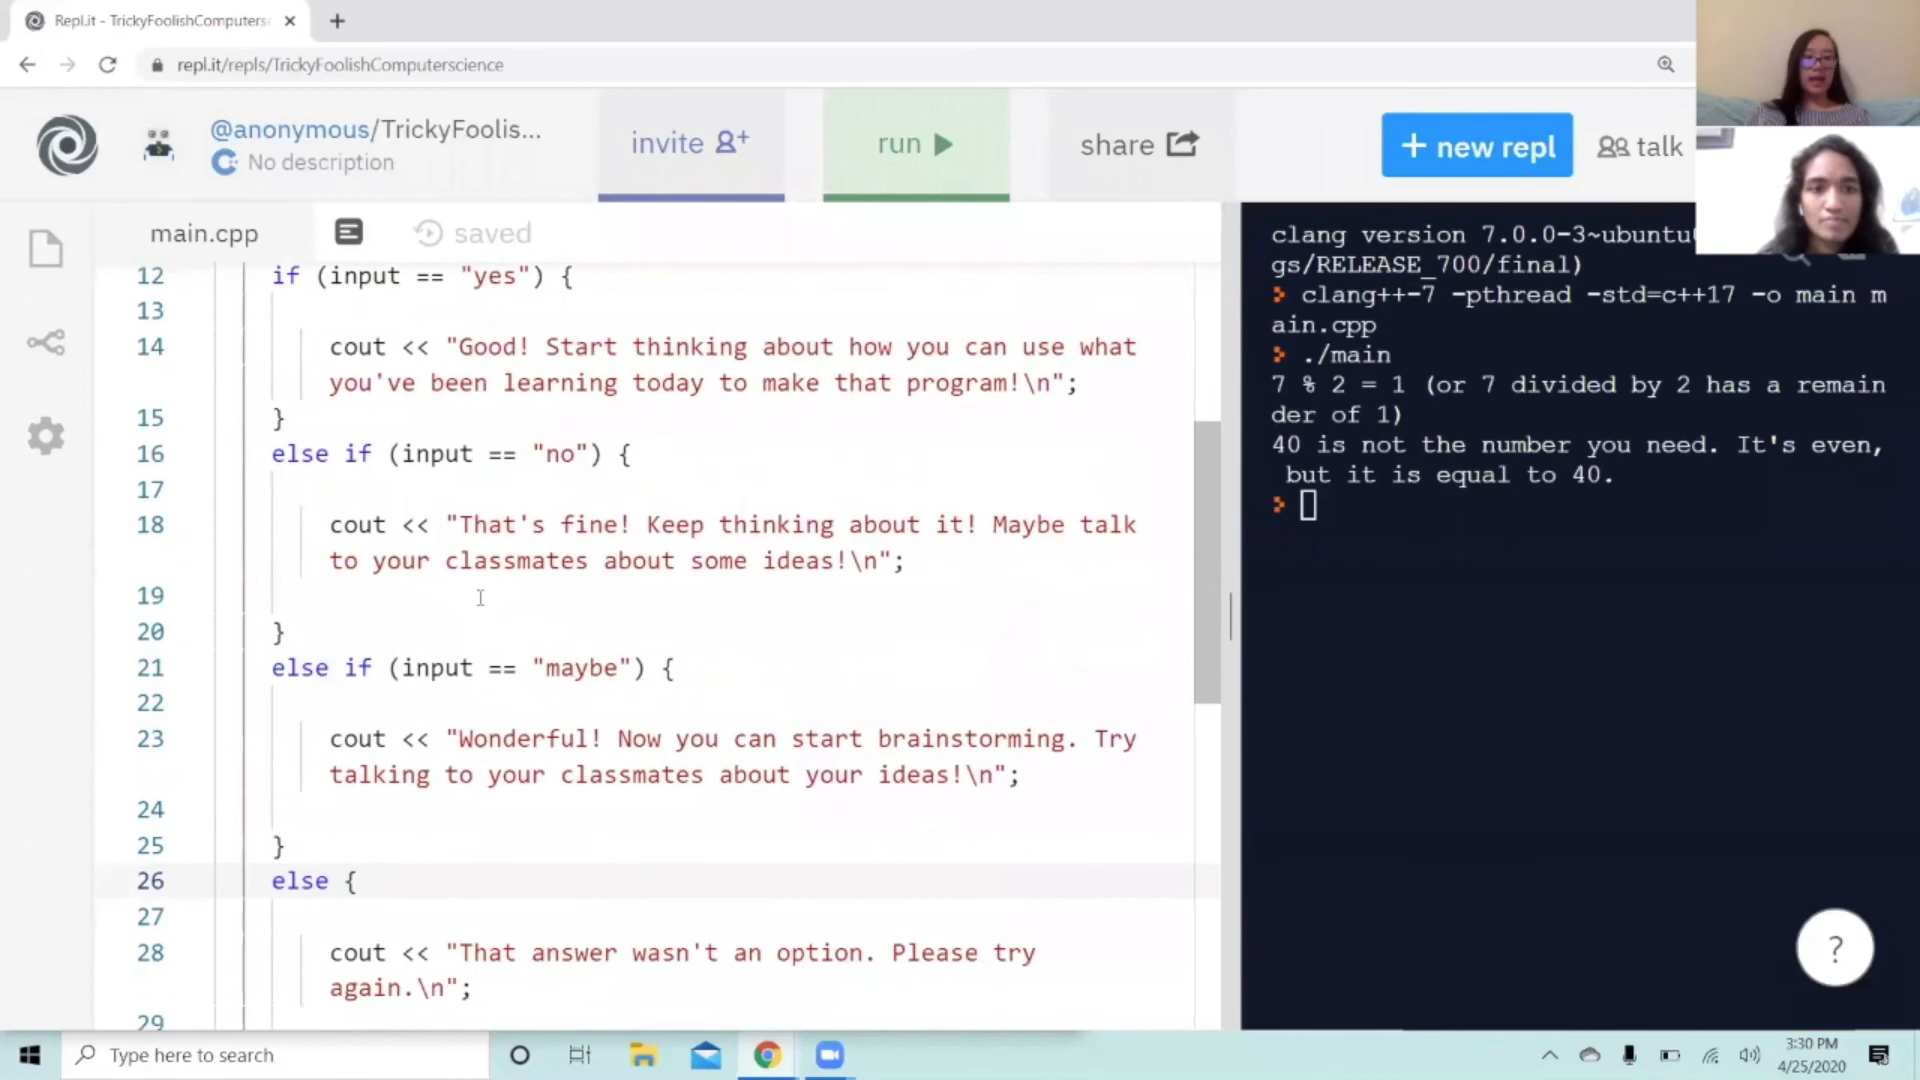 Repl.it - TrickyFoolishComputers
repl.it/repls/TrickyFoolishComputerscience
@anonymous/TrickyFoolis...
No description
invite
run
share
+ new repl
talk
main.cpp
saved
12 if (input == "yes") {
13
14 cout << "Good! Start thinking about how you can use what
you've been learning today to make that program!\n";
15 }
16 else if (input == "no") {
17
18 cout << "That's fine! Keep thinking about it! Maybe talk
to your classmates about some ideas!\n";
19
20 }
21 else if (input == "maybe") {
22
23 cout << "Wonderful! Now you can start brainstorming. Try
talking to your classmates about your ideas!\n";
24
25 }
26 else {
27
28 cout << "That answer wasn't an option. Please try
again.\n";
29
clang version 7.0.0-3~ubuntu
gs/RELEASE_700/final)
clang++-7 -pthread -std=c++17 -o main m
ain.cpp
./main
7 % 2 = 1 (or 7 divided by 2 has a remain
der of 1)
40 is not the number you need. It's even,
but it is equal to 40.
?
Type here to search
3:30 PM
4/25/2020